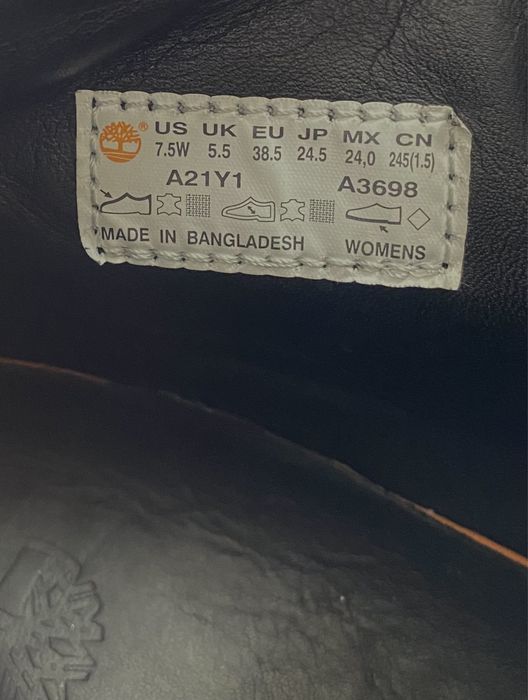 ® US UK EU JP MX CN
7.5W 5.5 38.5 24.5 24,0 245(1.5)
A21Y1 A3698
MADE IN BANGLADESH WOMENS